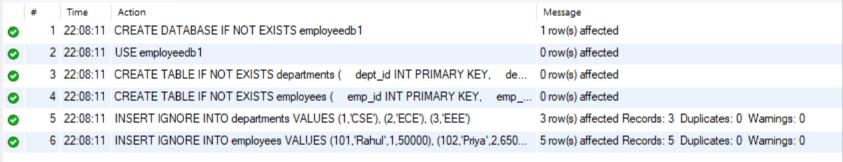 # Time Action Message
1 22:08:11 CREATE DATABASE IF NOT EXISTS employeedb1 1 row(s) affected
2 22:08:11 USE employeedb1 0 row(s) affected
3 22:08:11 CREATE TABLE IF NOT EXISTS departments ( dept_id INT PRIMARY KEY, de... 0 row(s) affected
4 22:08:11 CREATE TABLE IF NOT EXISTS employees ( emp_id INT PRIMARY KEY, emp_... 0 row(s) affected
5 22:08:11 INSERT IGNORE INTO departments VALUES (1,'CSE'), (2,'ECE'), (3,'EEE') 3 row(s) affected Records: 3 Duplicates: 0 Warnings: 0
6 22:08:11 INSERT IGNORE INTO employees VALUES (101,'Rahul',1,50000), (102,'Priya',2,650... 5 row(s) affected Records: 5 Duplicates: 0 Warnings: 0